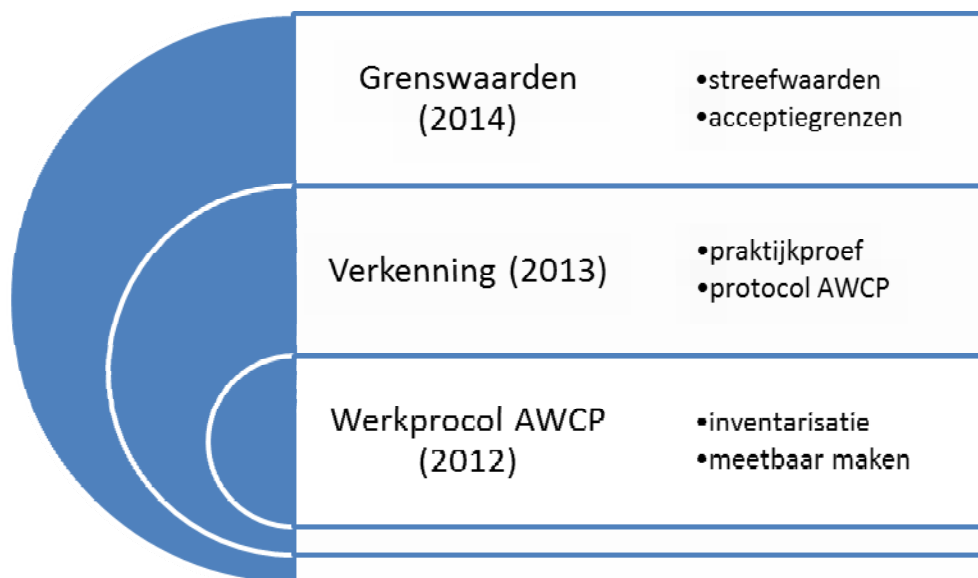 Grenswaarden
(2014)
•streefwaarden
•acceptiegrenzen
Verkenning (2013)
•praktijkproef
•protocol AWCP
Werkprocol AWCP
(2012)
•inventarisatie
•meetbaar maken